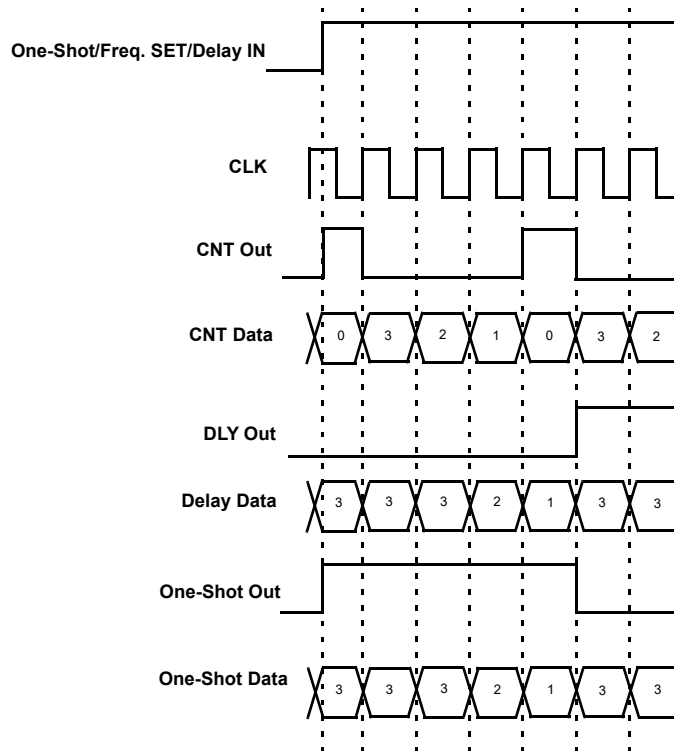 One-Shot/Freq. SET/Delay IN
CLK
CNT Out
CNT Data 0 3 2 1 0 3 2
DLY Out
Delay Data 3 3 3 2 1 3 3
One-Shot Out
One-Shot Data 3 3 3 2 1 3 3